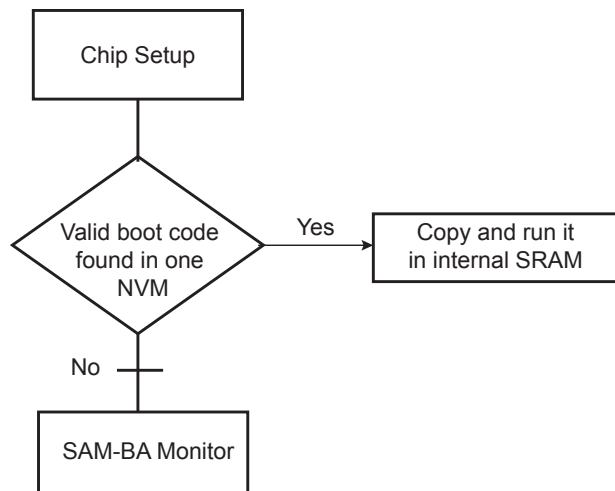 Chip Setup
Valid boot code
found in one
NVM
Yes
Copy and run it
in internal SRAM
No
SAM-BA Monitor